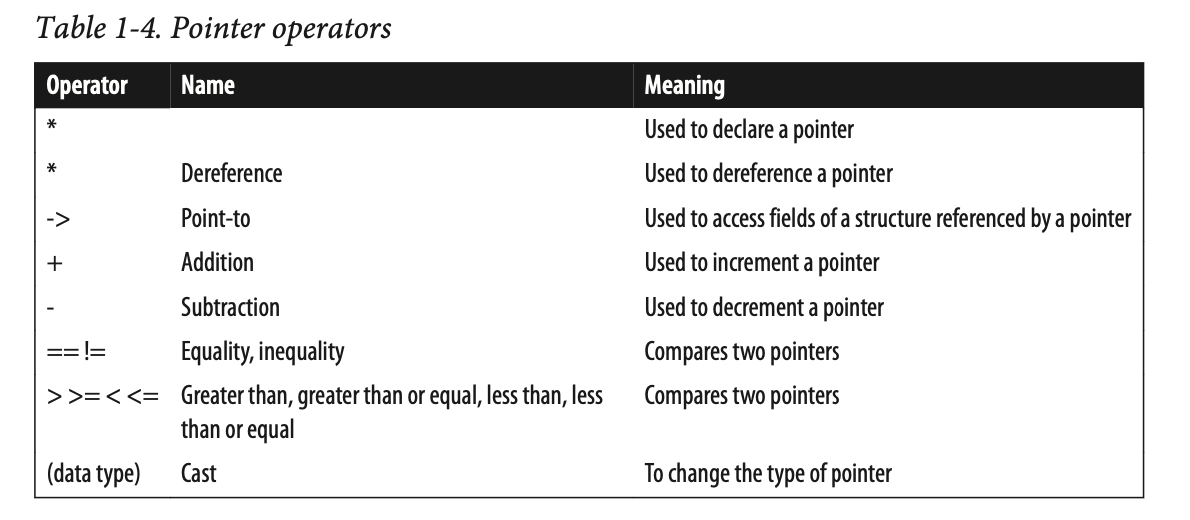 Table 1-4. Pointer operators
Operator Name Meaning
* Used to declare a pointer
* Dereference Used to dereference a pointer
-> Point-to Used to access fields of a structure referenced by a pointer
+ Addition Used to increment a pointer
- Subtraction Used to decrement a pointer
== != Equality, inequality Compares two pointers
> >= < <= Greater than, greater than or equal, less than, less Compares two pointers
than or equal
(data type) Cast To change the type of pointer